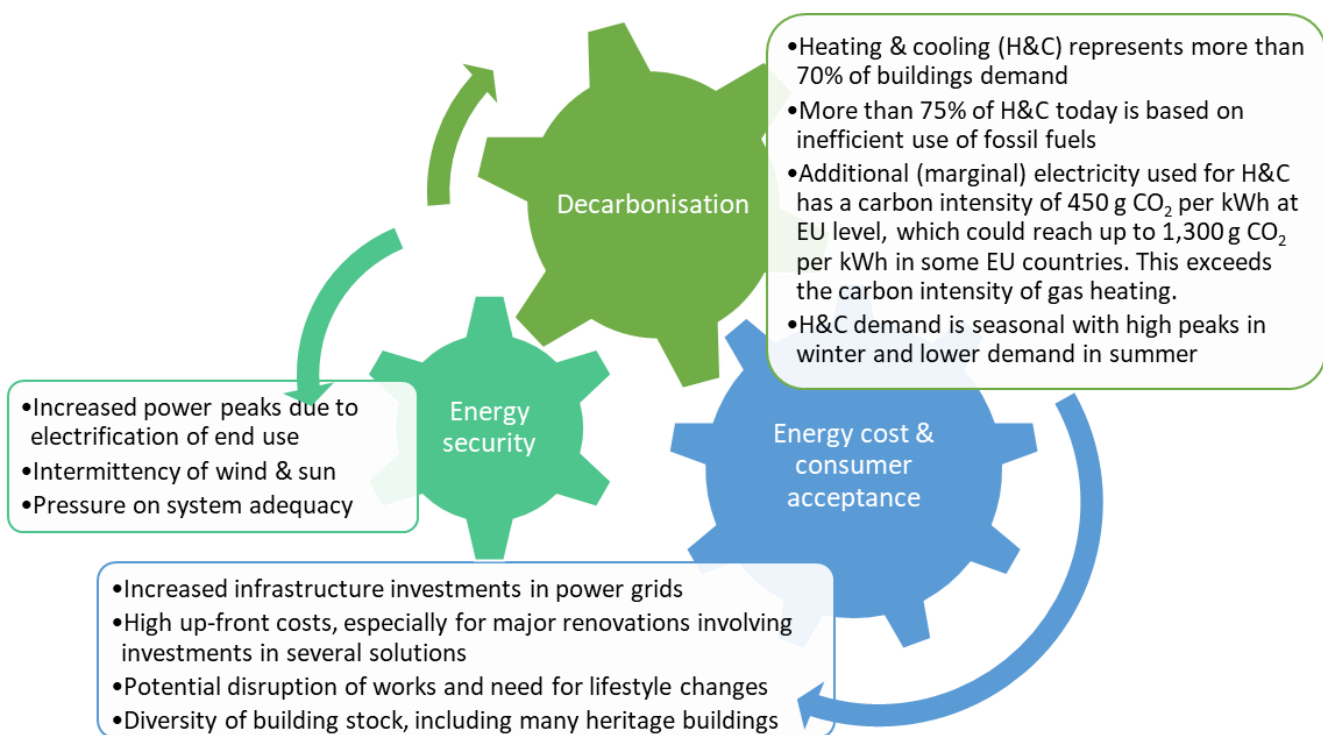 Decarbonisation
•Heating & cooling (H&C) represents more than
70% of buildings demand
•More than 75% of H&C today is based on
inefficient use of fossil fuels
•Additional (marginal) electricity used for H&C
has a carbon intensity of 450 g CO₂ per kWh at
EU level, which could reach up to 1,300 g CO₂
per kWh in some EU countries. This exceeds
the carbon intensity of gas heating.
•H&C demand is seasonal with high peaks in
winter and lower demand in summer
Energy
security
•Increased power peaks due to
electrification of end use
•Intermittency of wind & sun
•Pressure on system adequacy
Energy cost &
consumer
acceptance
•Increased infrastructure investments in power grids
•High up-front costs, especially for major renovations involving
investments in several solutions
•Potential disruption of works and need for lifestyle changes
•Diversity of building stock, including many heritage buildings